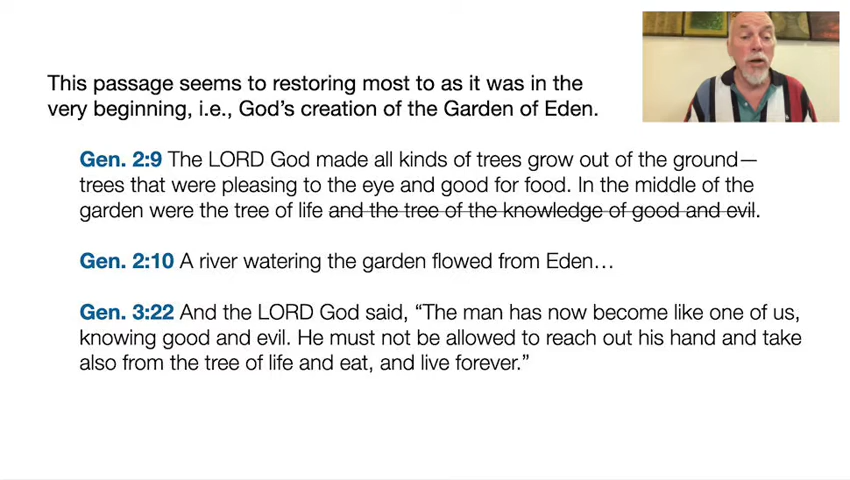 This passage seems to restoring most to as it was in the
very beginning, i.e., God's creation of the Garden of Eden.
Gen. 2:9 The LORD God made all kinds of trees grow out of the ground—
trees that were pleasing to the eye and good for food. In the middle of the
garden were the tree of life and the tree of the knowledge of good and evil.
Gen. 2:10 A river watering the garden flowed from Eden…
Gen. 3:22 And the LORD God said, “The man has now become like one of us,
knowing good and evil. He must not be allowed to reach out his hand and take
also from the tree of life and eat, and live forever.”